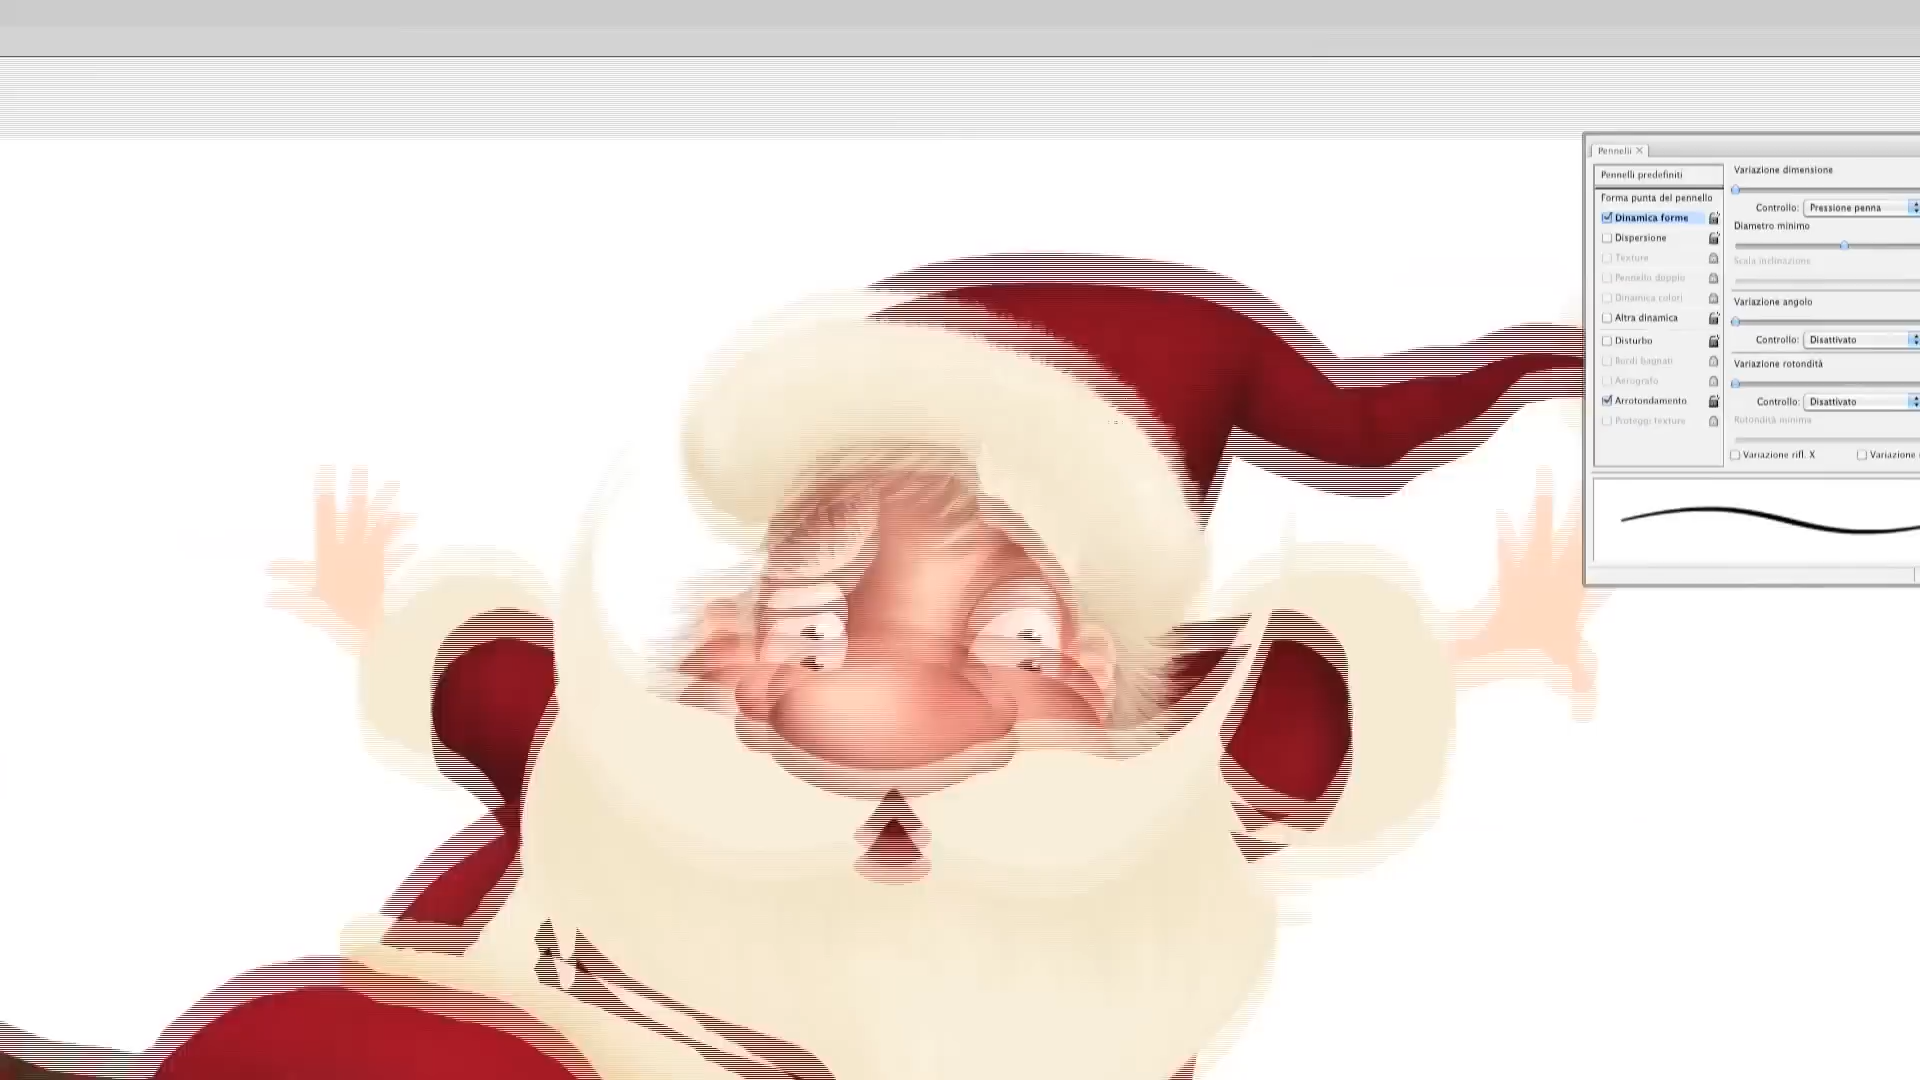 Pennelli
Pennelli predefiniti
Forma punta del pennello
Dinamica forme
Dispersione
Texture
Pennello doppio
Dinamica colori
Altra dinamica
Disturbo
Bordi bagnati
Aerografo
Arrotondamento
Proteggi texture
Variazione dimensione
Controllo: Pressione penna
Diametro minimo
Scala inclinazione
Variazione angolo
Controllo: Disattivato
Variazione rotondità
Controllo: Disattivato
Rotondità minima
Variazione rifl. X Variazione